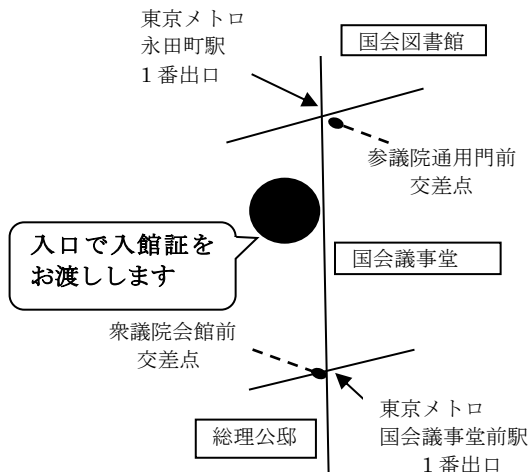 東京メトロ
永田町駅
1番出口
国会図書館
参議院通用門前
交差点
入口で入館証を
お渡しします
国会議事堂
衆議院会館前
交差点
総理公邸
東京メトロ
国会議事堂前駅
1番出口